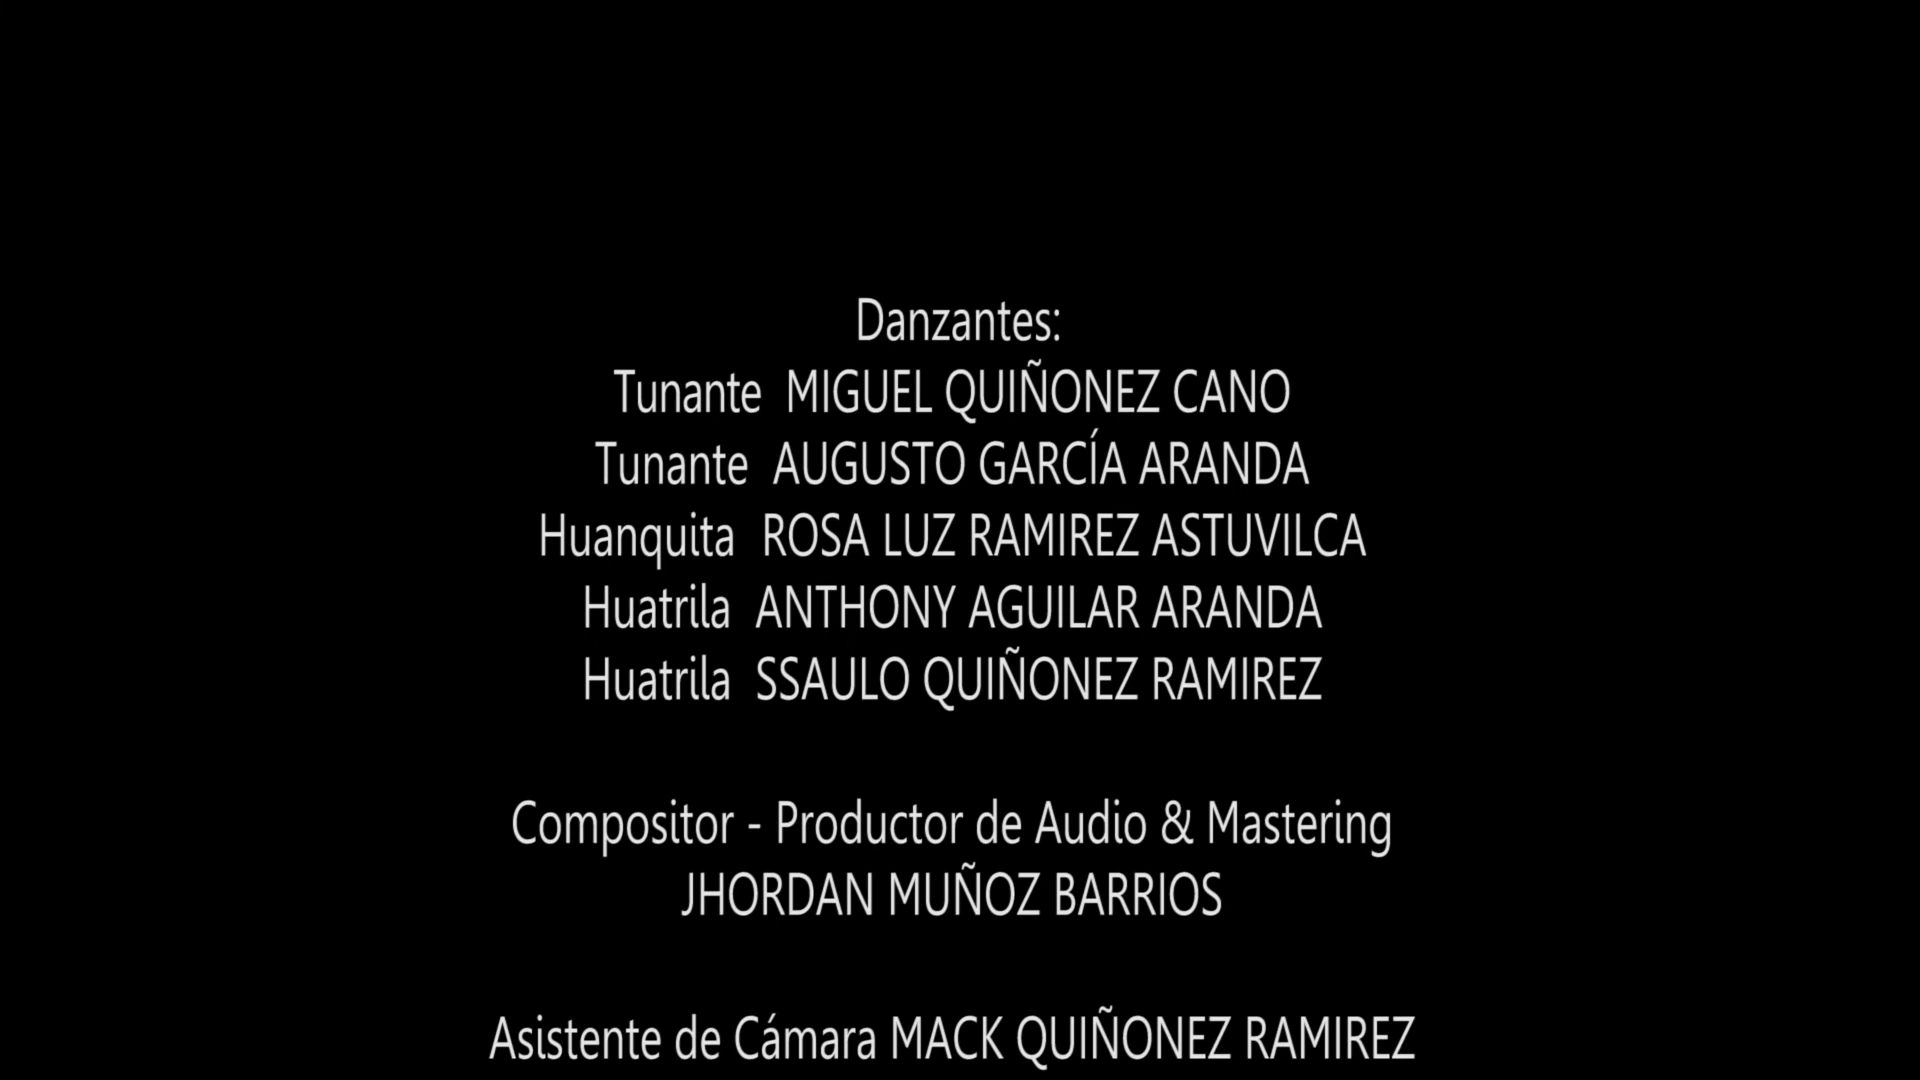 Danzantes:
Tunante  MIGUEL QUIÑONEZ CANO
Tunante  AUGUSTO GARCÍA ARANDA
Huanquita  ROSA LUZ RAMIREZ ASTUVILCA
Huatrila  ANTHONY AGUILAR ARANDA
Huatrila  SSAULO QUIÑONEZ RAMIREZ
Compositor - Productor de Audio & Mastering
JHORDAN MUÑOZ BARRIOS
Asistente de Cámara MACK QUIÑONEZ RAMIREZ